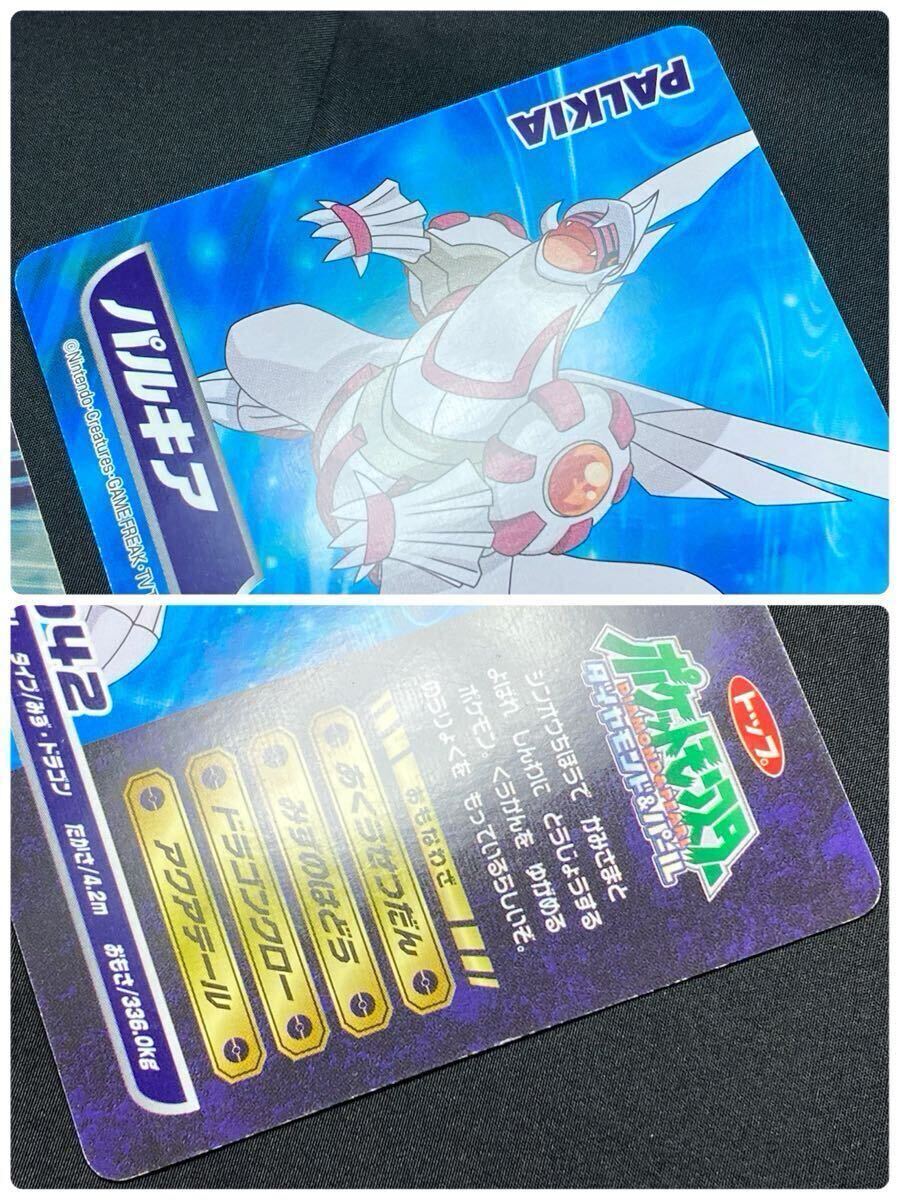 PALKIA
パルキア
©Nintendo・Creatures・GAMEFREAK・TV
トップ。
ポケットモンスター
DIAMOND & PEARL
ダイヤモンド&パール
シンオウちほうで かみさまと
よばれ しんわに とうじょうする
ポケモン。くうかんを ゆがめる
のうりょくを もっているらしいぞ。
おもなわざ
あくうせつだん
みずのはどう
ドラゴンクロー
アクアテール
042
タイプ/みず・ドラゴン たかさ/4.2m おもさ/336.0kg